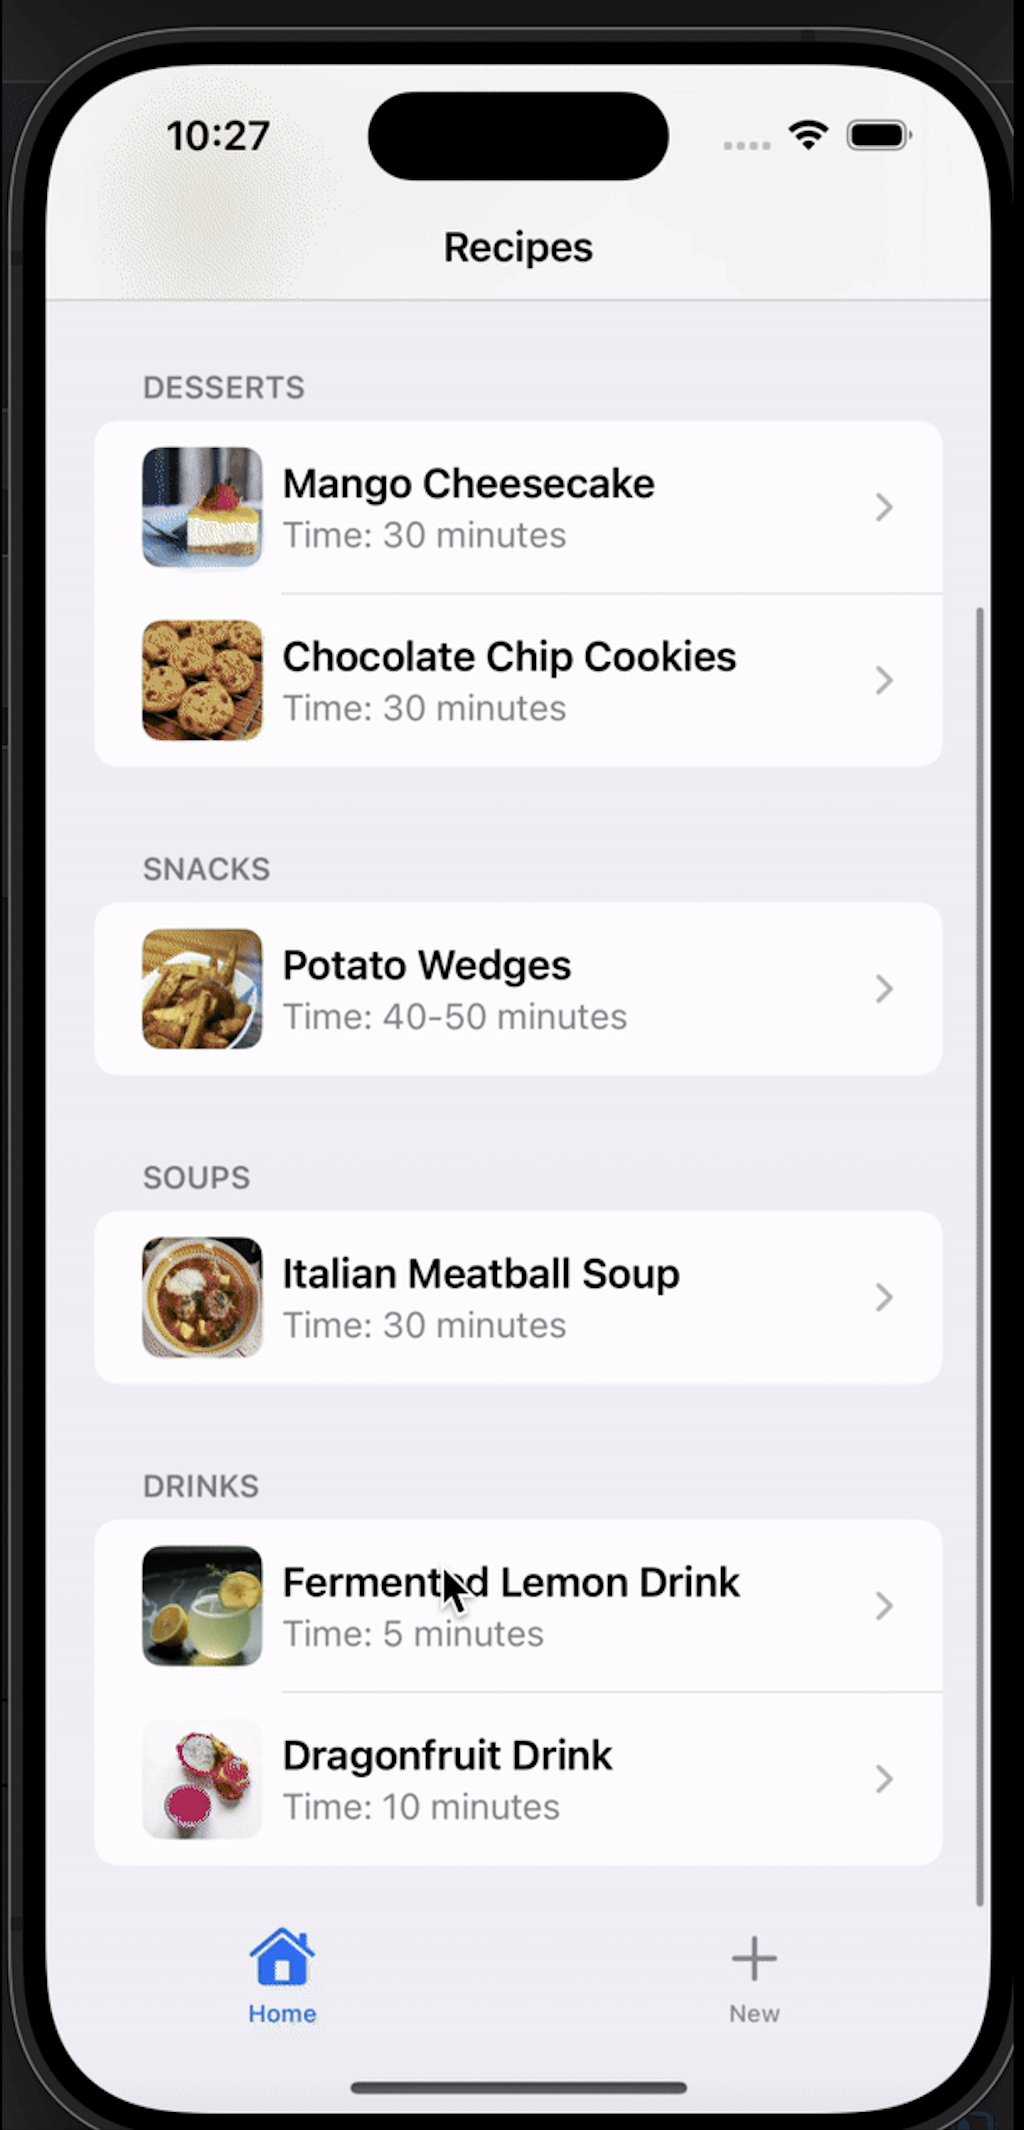 10:27
Recipes
DESSERTS
Mango Cheesecake
Time: 30 minutes
Chocolate Chip Cookies
Time: 30 minutes
SNACKS
Potato Wedges
Time: 40-50 minutes
SOUPS
Italian Meatball Soup
Time: 30 minutes
DRINKS
Fermented Lemon Drink
Time: 5 minutes
Dragonfruit Drink
Time: 10 minutes
Home
New